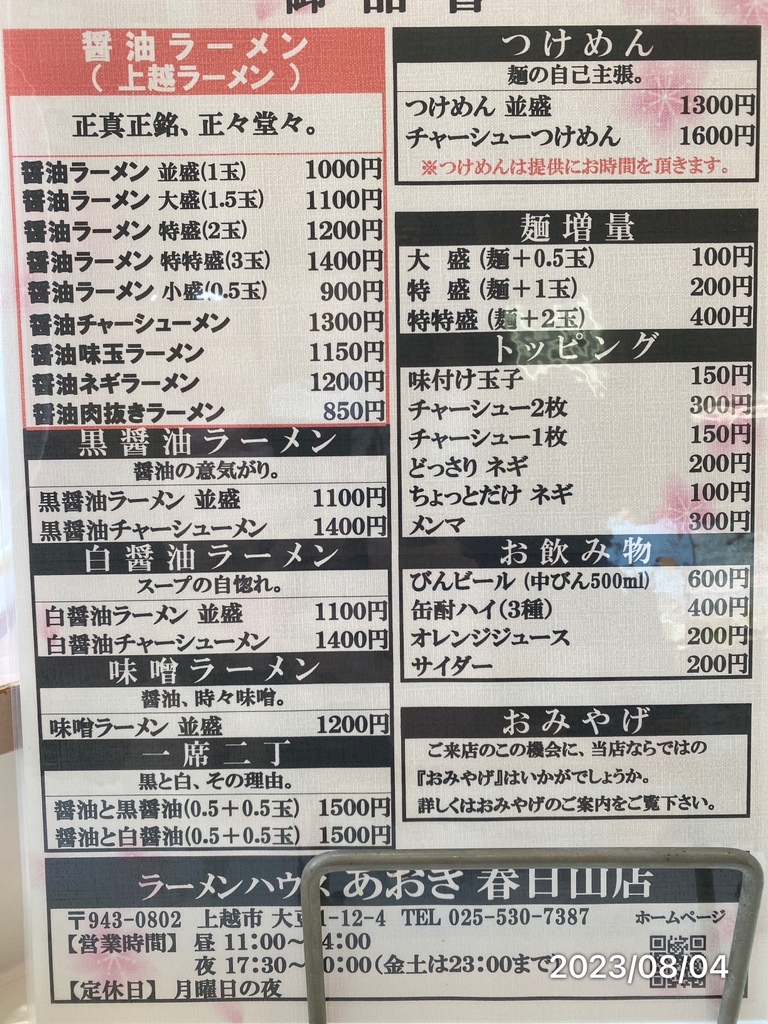 御品書
醤油ラーメン
(上越ラーメン)
正真正銘、正々堂々。
醤油ラーメン 並盛(1玉) 1000円
醤油ラーメン 大盛(1.5玉) 1100円
醤油ラーメン 特盛(2玉) 1200円
醤油ラーメン 特特盛(3玉) 1400円
醤油ラーメン 小盛(0.5玉) 900円
醤油チャーシューメン 1300円
醤油味玉ラーメン 1150円
醤油ネギラーメン 1200円
醤油肉抜きラーメン 850円
黒醤油ラーメン
醤油の意気がり。
黒醤油ラーメン 並盛 1100円
黒醤油チャーシューメン 1400円
白醤油ラーメン
スープの自惚れ。
白醤油ラーメン 並盛 1100円
白醤油チャーシューメン 1400円
味噌ラーメン
醤油、時々味噌。
味噌ラーメン 並盛 1200円
一席二丁
黒と白、その理由。
醤油と黒醤油(0.5+0.5玉) 1500円
醤油と白醤油(0.5+0.5玉) 1500円
つけめん
麺の自己主張。
つけめん 並盛 1300円
チャーシューつけめん 1600円
※つけめんは提供にお時間を頂きます。
麺増量
大 盛 (麺+0.5玉) 100円
特 盛 (麺+1玉) 200円
特特盛 (麺+2玉) 400円
トッピング
味付け玉子 150円
チャーシュー2枚 300円
チャーシュー1枚 150円
どっさり ネギ 200円
ちょっとだけ ネギ 100円
メンマ 300円
お飲み物
びんビール (中びん500ml) 600円
缶酎ハイ(3種) 400円
オレンジジュース 200円
サイダー 200円
おみやげ
ご来店のこの機会に、当店ならではの
『おみやげ』はいかがでしょうか。
詳しくはおみやげのご案内をご覧下さい。
ラーメンハウス あおき 春日山店
〒943-0802 上越市 大豆1-12-4 TEL 025-530-7387 ホームページ
【営業時間】 昼 11:00〜 4:00
夜 17:30〜 0:00(金土は23:00まで
【定休日】 月曜日の夜
2023/08/04